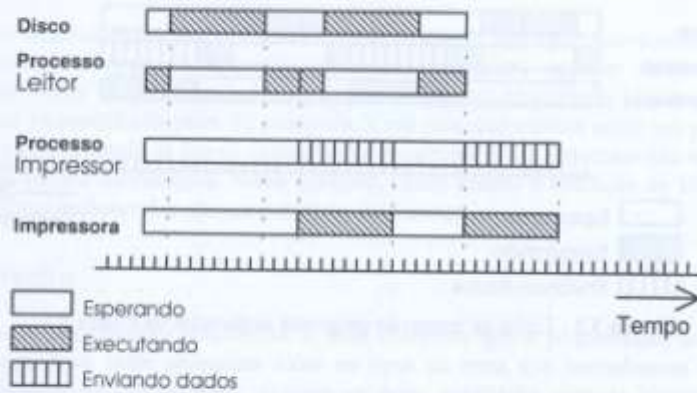 Disco
Processo
Leitor
Processo
Impressor
Impressora
Esperando
Executando
Enviando dados
Tempo